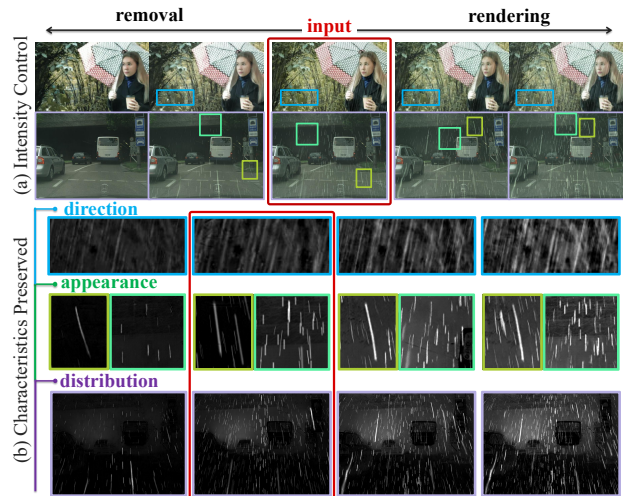 removal
rendering
input
(a) Intensity Control
direction
appearance
distribution
(b) Characteristics Preserved